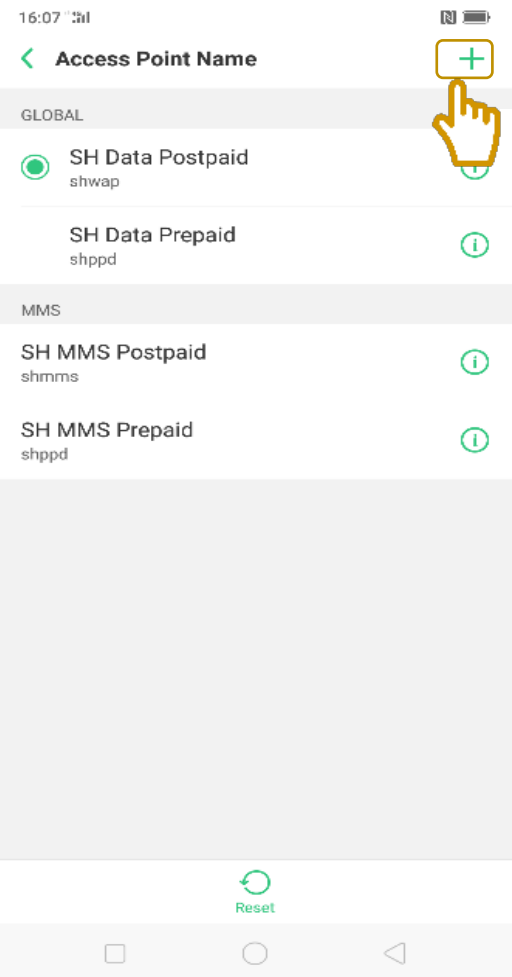 16:07
Access Point Name
GLOBAL
SH Data Postpaid
shwap
SH Data Prepaid
shppd
MMS
SH MMS Postpaid
shmms
SH MMS Prepaid
shppd
Reset